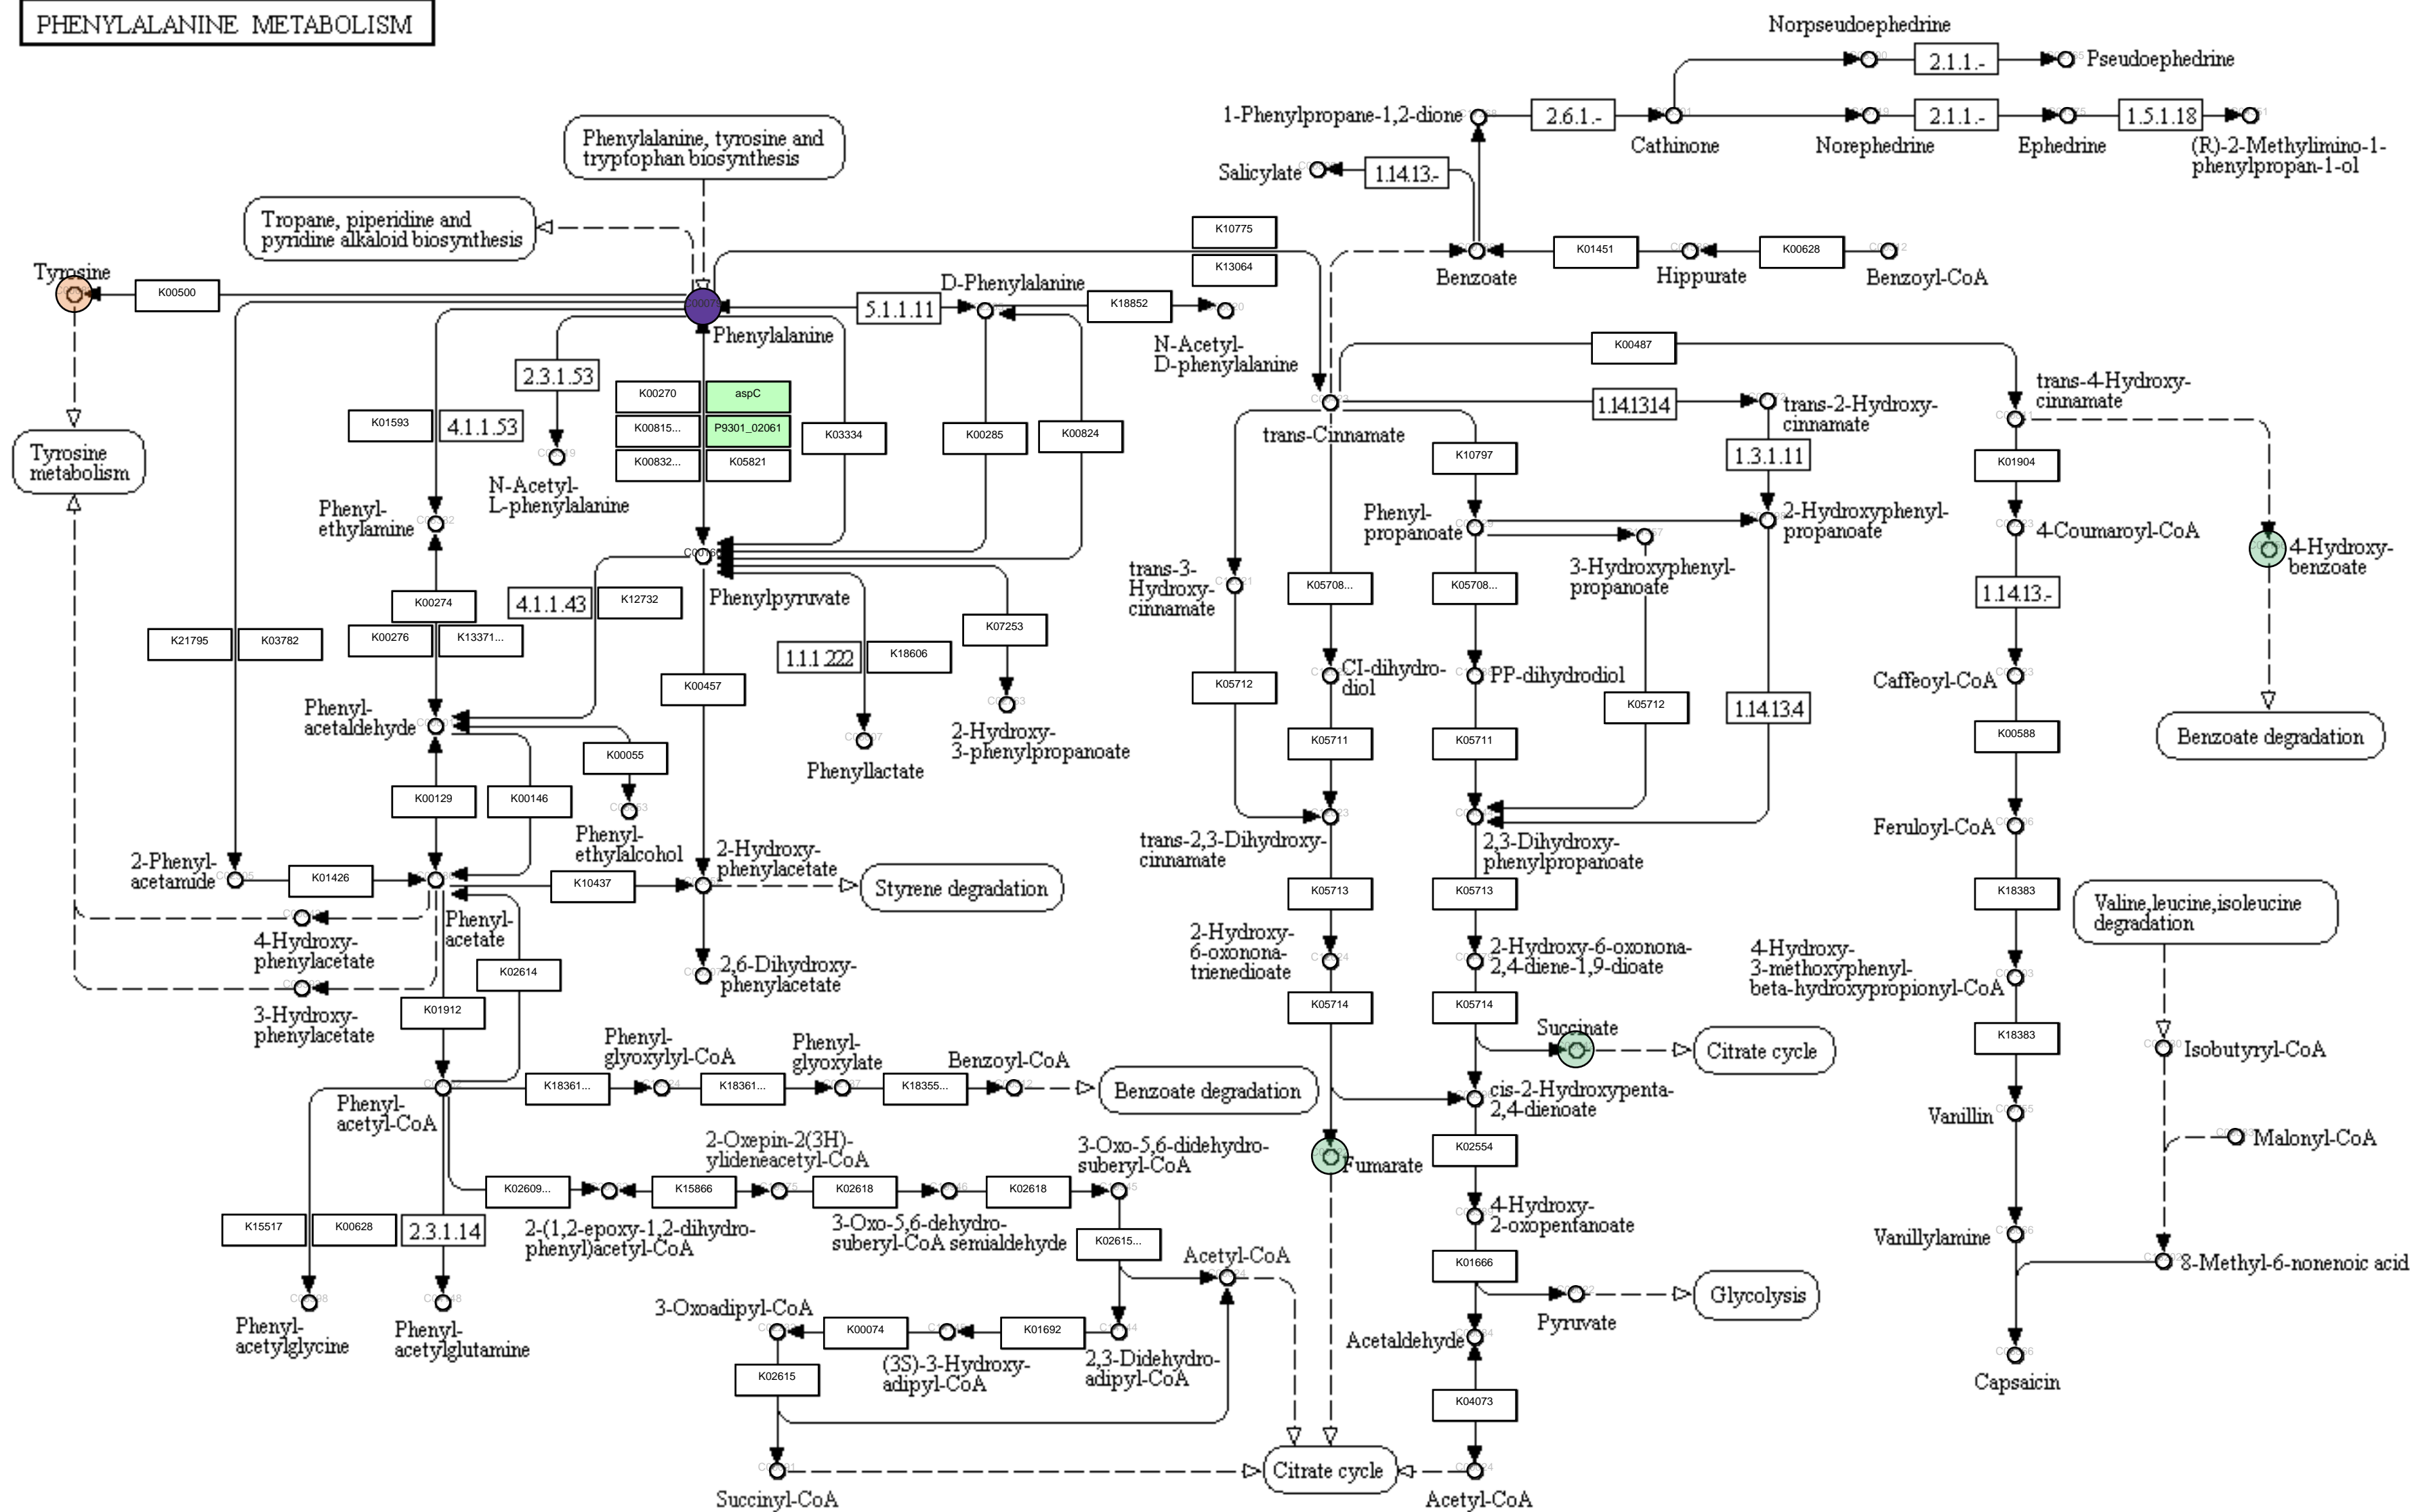 PHENYLALANINE METABOLISM
Norpseudoephedrine
2.1.1.-
Pseudoephedrine
1-Phenylpropane-1,2-dione
2.6.1.-
Cathinone
2.1.1.-
Norephedrine
Ephedrine
1.5.1.18
(R)-2-Methylimino-1-
phenylpropan-1-ol
Salicylate
1.14.13.-
Phenylalanine, tyrosine and
tryptophan biosynthesis
Tropane, piperidine and
pyridine alkaloid biosynthesis
K10775
K13064
Benzoate
K01451
Hippurate
K00628
Benzoyl-CoA
Tyrosine
K00500
Phenylalanine
5.1.1.11
D-Phenylalanine
K18852
N-Acetyl-
D-phenylalanine
K00487
2.3.1.53
K00270
aspC
K00815...
P9301_02061
K00832...
K05821
K03334
K00285
K00824
K01593
4.1.1.53
N-Acetyl-
L-phenylalanine
trans-Cinnamate
1.14.13.14
trans-2-Hydroxy-
cinnamate
trans-4-Hydroxy-
cinnamate
Tyrosine
metabolism
K10797
1.3.1.11
K01904
Phenyl-
ethylamine
Phenyl-
propanoate
2-Hydroxyphenyl-
propanoate
4-Coumaroyl-CoA
4-Hydroxy-
benzoate
Phenylpyruvate
3-Hydroxyphenyl-
propanoate
trans-3-
Hydroxy-
cinnamate
K05708...
K05708...
1.14.13.-
K00274
K00276
K13371...
4.1.1.43
K12732
K07253
K21795
K03782
1.1.1.222
K18606
K00457
K05712
CI-dihydro-
diol
PP-dihydrodiol
K05712
1.14.13.4
Caffeoyl-CoA
Phenyl-
acetaldehyde
2-Hydroxy-
3-phenylpropanoate
Phenyllactate
K05711
K05711
K00588
Benzoate degradation
K00055
K00129
K00146
Phenyl-
ethylalcohol
trans-2,3-Dihydroxy-
cinnamate
2,3-Dihydroxy-
phenylpropanoate
Feruloyl-CoA
2-Phenyl-
acetamide
K01426
K10437
2-Hydroxy-
phenylacetate
Styrene degradation
K05713
K05713
K18383
Valine,leucine,isoleucine
degradation
4-Hydroxy-
phenylacetate
Phenyl-
acetate
K02614
2,6-Dihydroxy-
phenylacetate
2-Hydroxy-
6-oxonona-
trienedioate
2-Hydroxy-6-oxonona-
2,4-diene-1,9-dioate
4-Hydroxy-
3-methoxyphenyl-
beta-hydroxypropionyl-CoA
3-Hydroxy-
phenylacetate
K01912
K05714
K05714
Succinate
Citrate cycle
K18383
Isobutyryl-CoA
Phenyl-
glyoxylyl-CoA
Phenyl-
glyoxylate
Benzoyl-CoA
K18361...
K18361...
K18355...
Benzoate degradation
cis-2-Hydroxypenta-
2,4-dienoate
Phenyl-
acetyl-CoA
Vanillin
Malonyl-CoA
2-Oxepin-2(3H)-
ylideneacetyl-CoA
3-Oxo-5,6-didehydro-
suberyl-CoA
Fumarate
K02554
K02609...
K15866
K02618
K02618
K15517
K00628
2.3.1.14
2-(1,2-epoxy-1,2-dihydro-
phenyl)acetyl-CoA
3-Oxo-5,6-dehydro-
suberyl-CoA semialdehyde
K02615...
4-Hydroxy-
2-oxopentanoate
Vanillylamine
8-Methyl-6-nonenoic acid
Acetyl-CoA
K01666
Pyruvate
Glycolysis
Phenyl-
acetylglycine
Phenyl-
acetylglutamine
3-Oxoadipyl-CoA
K00074
K01692
(3S)-3-Hydroxy-
adipyl-CoA
2,3-Didehydro-
adipyl-CoA
Acetaldehyde
Capsaicin
K02615
K04073
Succinyl-CoA
Citrate cycle
Acetyl-CoA